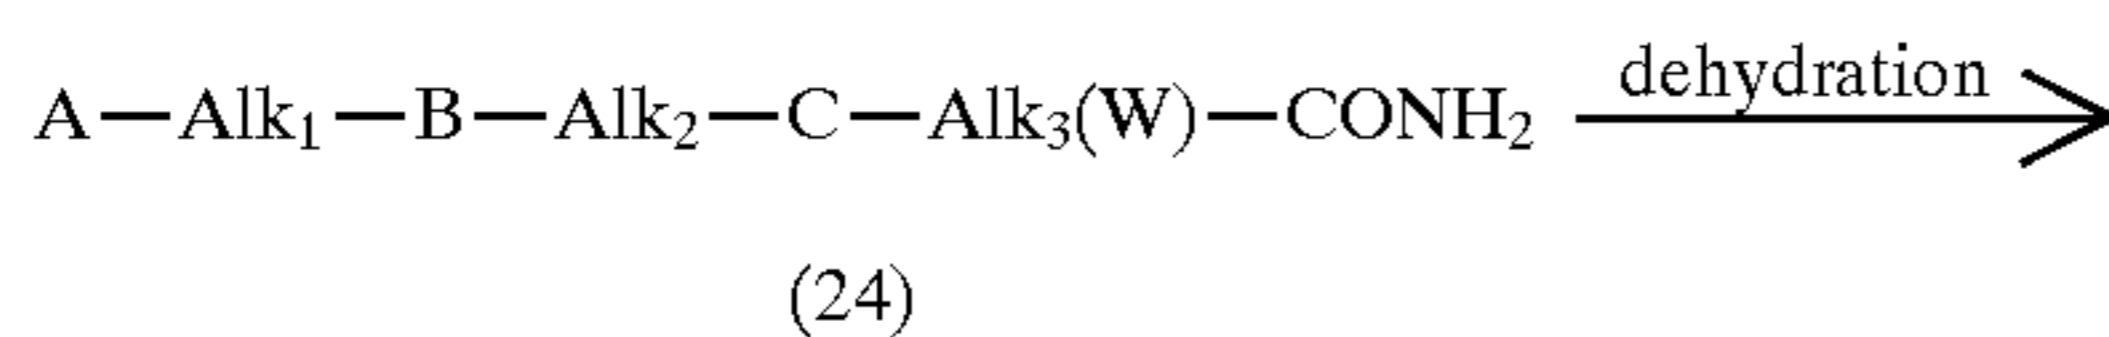 A—Alk₁—B—Alk₂—C—Alk₃(W)—CONH₂ dehydration
(24)